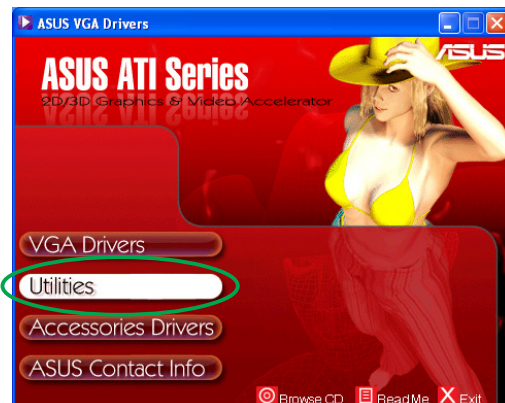 ASUS VGA Drivers
ASUS
ASUS ATI Series
2D/3D Graphics & Video Accelerator
VGA Drivers
Utilities
Accessories Drivers
ASUS Contact Info
Browse CD
ReadMe
Exit